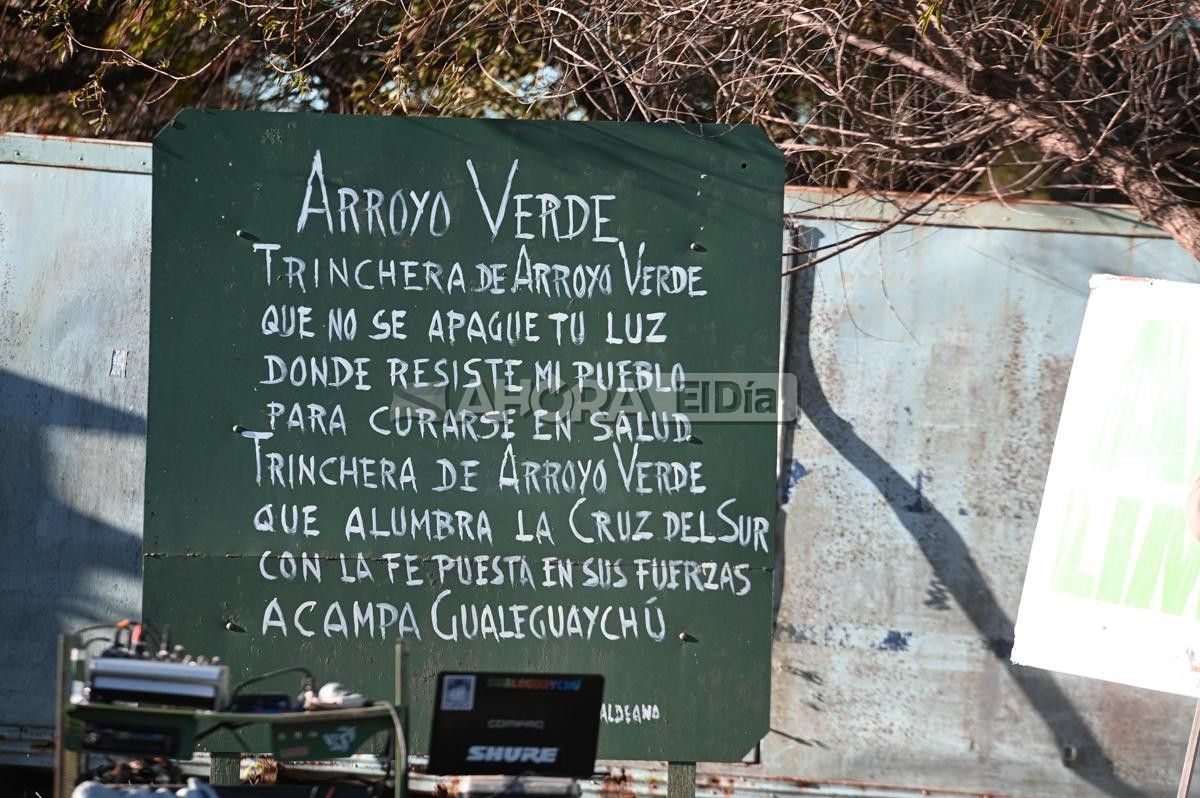 ARROYO VERDE
TRINCHERA DE ARROYO VERDE
QUE NO SE APAGUE TU LUZ
DONDE RESISTE MI PUEBLO
PARA CURARSE EN SALUD
TRINCHERA DE ARROYO VERDE
QUE ALUMBRA LA CRUZ DEL SUR
CON LA FE PUESTA EN SUS FUERZAS
ACAMPA GUALEGUAYCHÚ
ALDEANO
AHORA ElDía
GUALEGUAYCHÚ
COMPAQ
SHURE